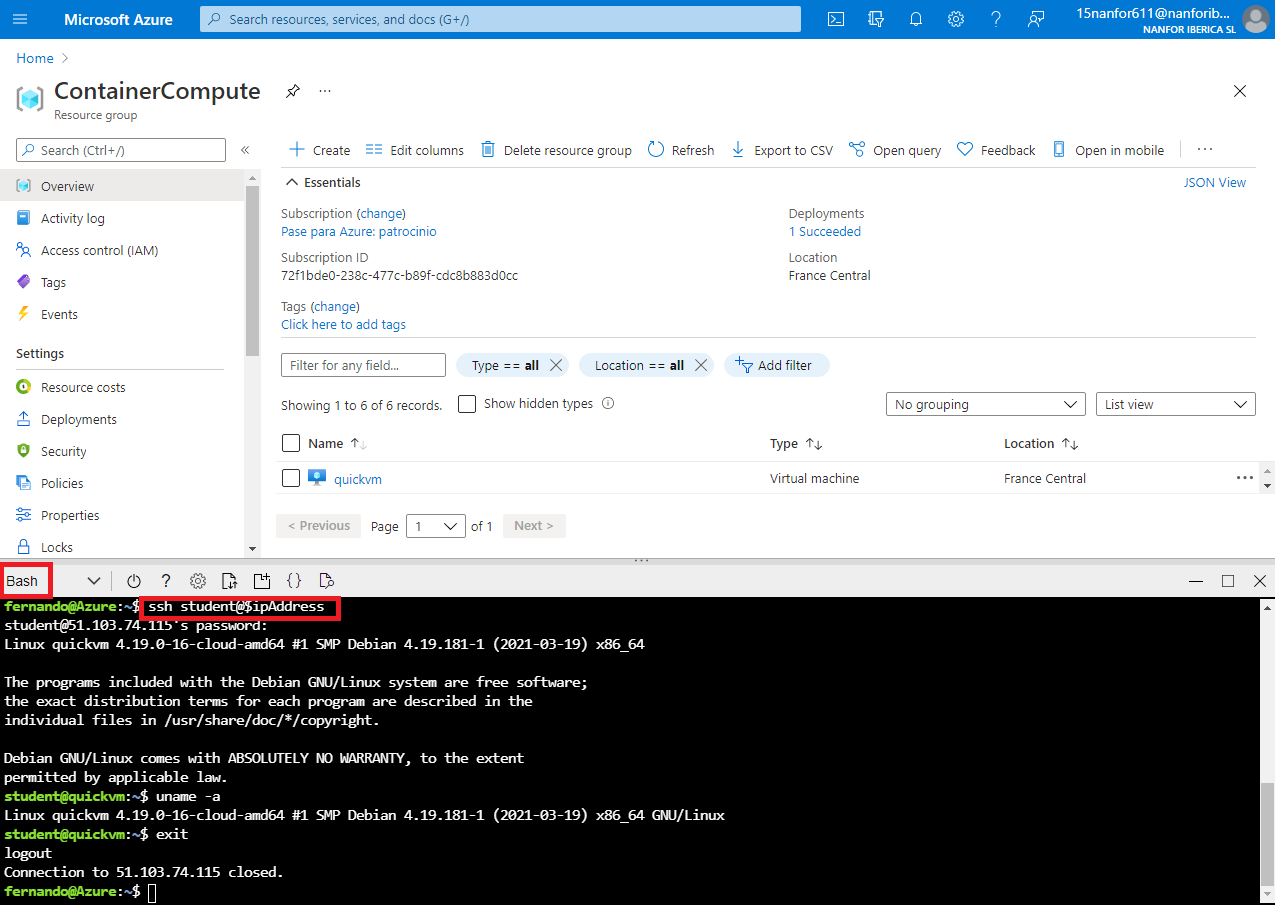 Microsoft Azure
Search resources, services, and docs (G+/)
15nanfor611@nanforib...
NANFOR IBERICA SL
Home
ContainerCompute
Resource group
Search (Ctrl+/)
Overview
Activity log
Access control (IAM)
Tags
Events
Settings
Resource costs
Deployments
Security
Policies
Properties
Locks
Create
Edit columns
Delete resource group
Refresh
Export to CSV
Open query
Feedback
Open in mobile
Essentials
JSON View
Subscription (change)
Pase para Azure: patrocinio
Subscription ID
72f1bde0-238c-477c-b89f-cdc8b883d0cc
Tags (change)
Click here to add tags
Deployments
1 Succeeded
Location
France Central
Filter for any field...
Type == all
Location == all
Add filter
Showing 1 to 6 of 6 records.
Show hidden types
No grouping
List view
Name
Type
Location
quickvm
Virtual machine
France Central
< Previous
Page
1
of 1
Next >
Bash
fernando@Azure:~$ ssh student@$ipAddress
student@51.103.74.115's password:
Linux quickvm 4.19.0-16-cloud-amd64 #1 SMP Debian 4.19.181-1 (2021-03-19) x86_64
The programs included with the Debian GNU/Linux system are free software;
the exact distribution terms for each program are described in the
individual files in /usr/share/doc/*/copyright.
Debian GNU/Linux comes with ABSOLUTELY NO WARRANTY, to the extent
permitted by applicable law.
student@quickvm:~$ uname -a
Linux quickvm 4.19.0-16-cloud-amd64 #1 SMP Debian 4.19.181-1 (2021-03-19) x86_64 GNU/Linux
student@quickvm:~$ exit
logout
Connection to 51.103.74.115 closed.
fernando@Azure:~$